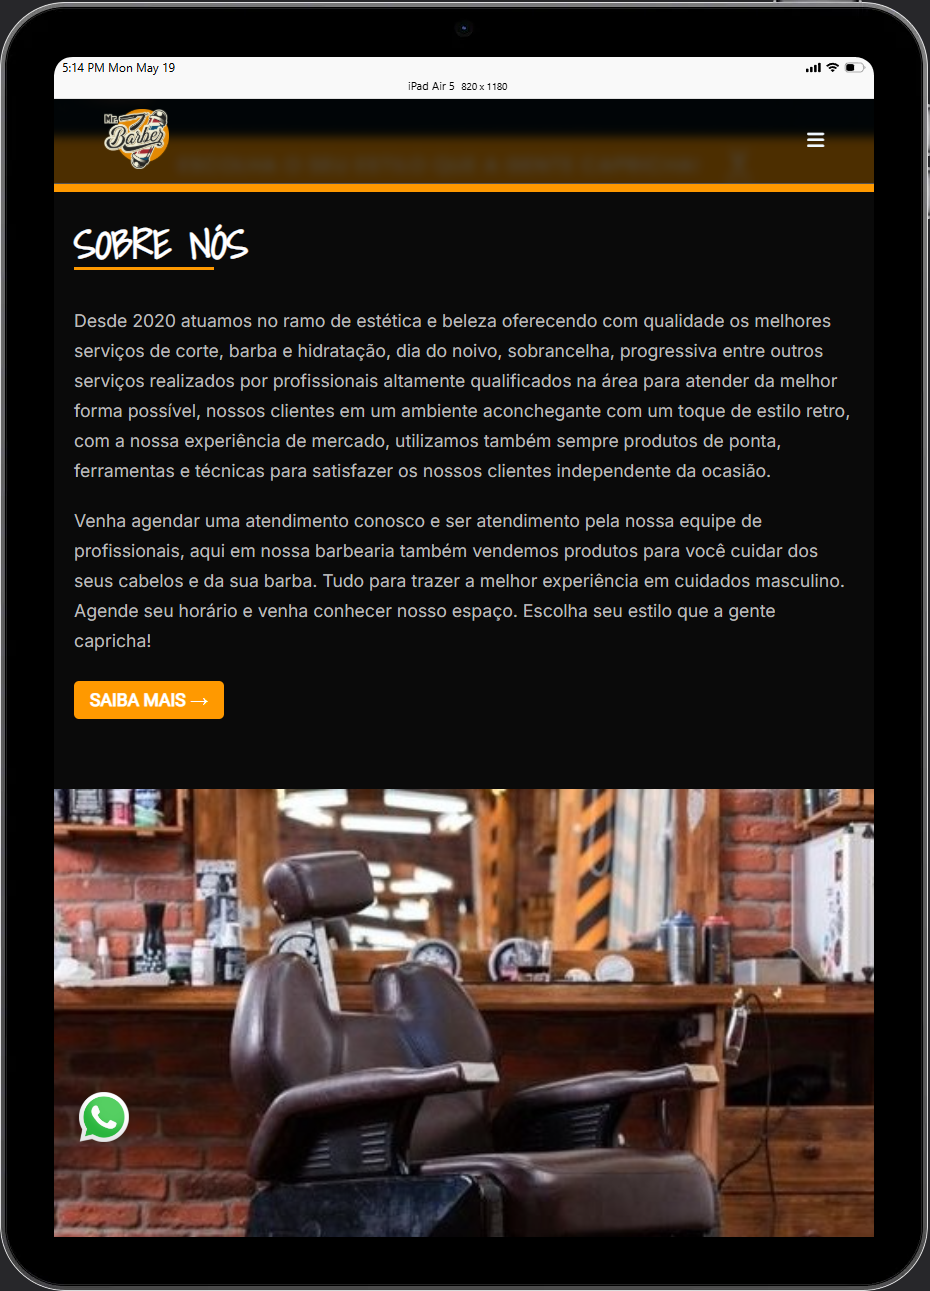 5:14 PM Mon May 19
iPad Air 5 820 x 1180
Mr.
Barber
SOBRE NÓS
Desde 2020 atuamos no ramo de estética e beleza oferecendo com qualidade os melhores
serviços de corte, barba e hidratação, dia do noivo, sobrancelha, progressiva entre outros
serviços realizados por profissionais altamente qualificados na área para atender da melhor
forma possível, nossos clientes em um ambiente aconchegante com um toque de estilo retro,
com a nossa experiência de mercado, utilizamos também sempre produtos de ponta,
ferramentas e técnicas para satisfazer os nossos clientes independente da ocasião.
Venha agendar uma atendimento conosco e ser atendimento pela nossa equipe de
profissionais, aqui em nossa barbearia também vendemos produtos para você cuidar dos
seus cabelos e da sua barba. Tudo para trazer a melhor experiência em cuidados masculino.
Agende seu horário e venha conhecer nosso espaço. Escolha seu estilo que a gente
capricha!
SAIBA MAIS →